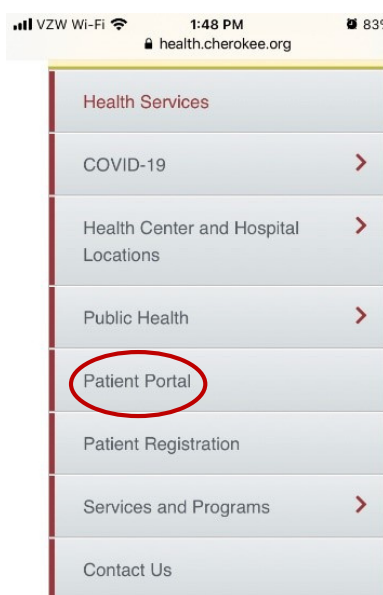 VZW Wi-Fi 1:48 PM 83%
health.cherokee.org
Health Services
COVID-19
Health Center and Hospital
Locations
Public Health
Patient Portal
Patient Registration
Services and Programs
Contact Us